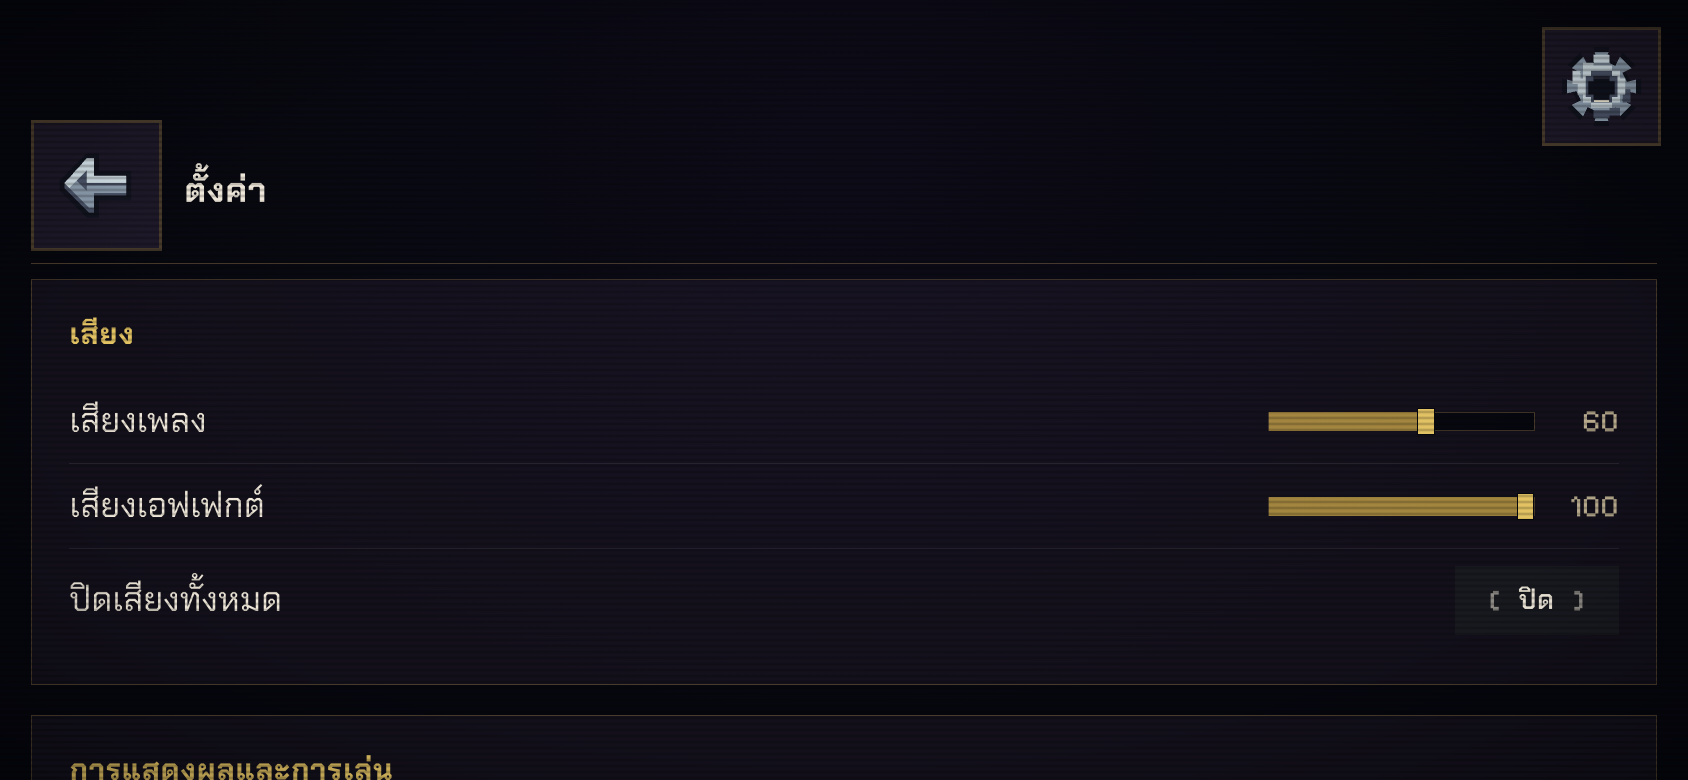 ตั้งค่า
เสียง
เสียงเพลง 60
เสียงเอฟเฟกต์ 100
ปิดเสียงทั้งหมด [ ปิด ]
การแสดงผลและการเล่น